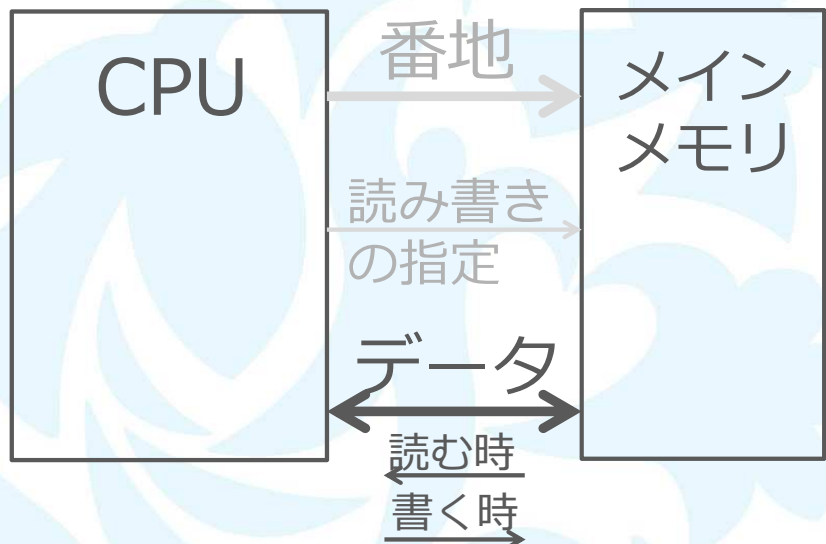 CPU
番地
メイン
メモリ
読み書き
の指定
データ
読む時
書く時